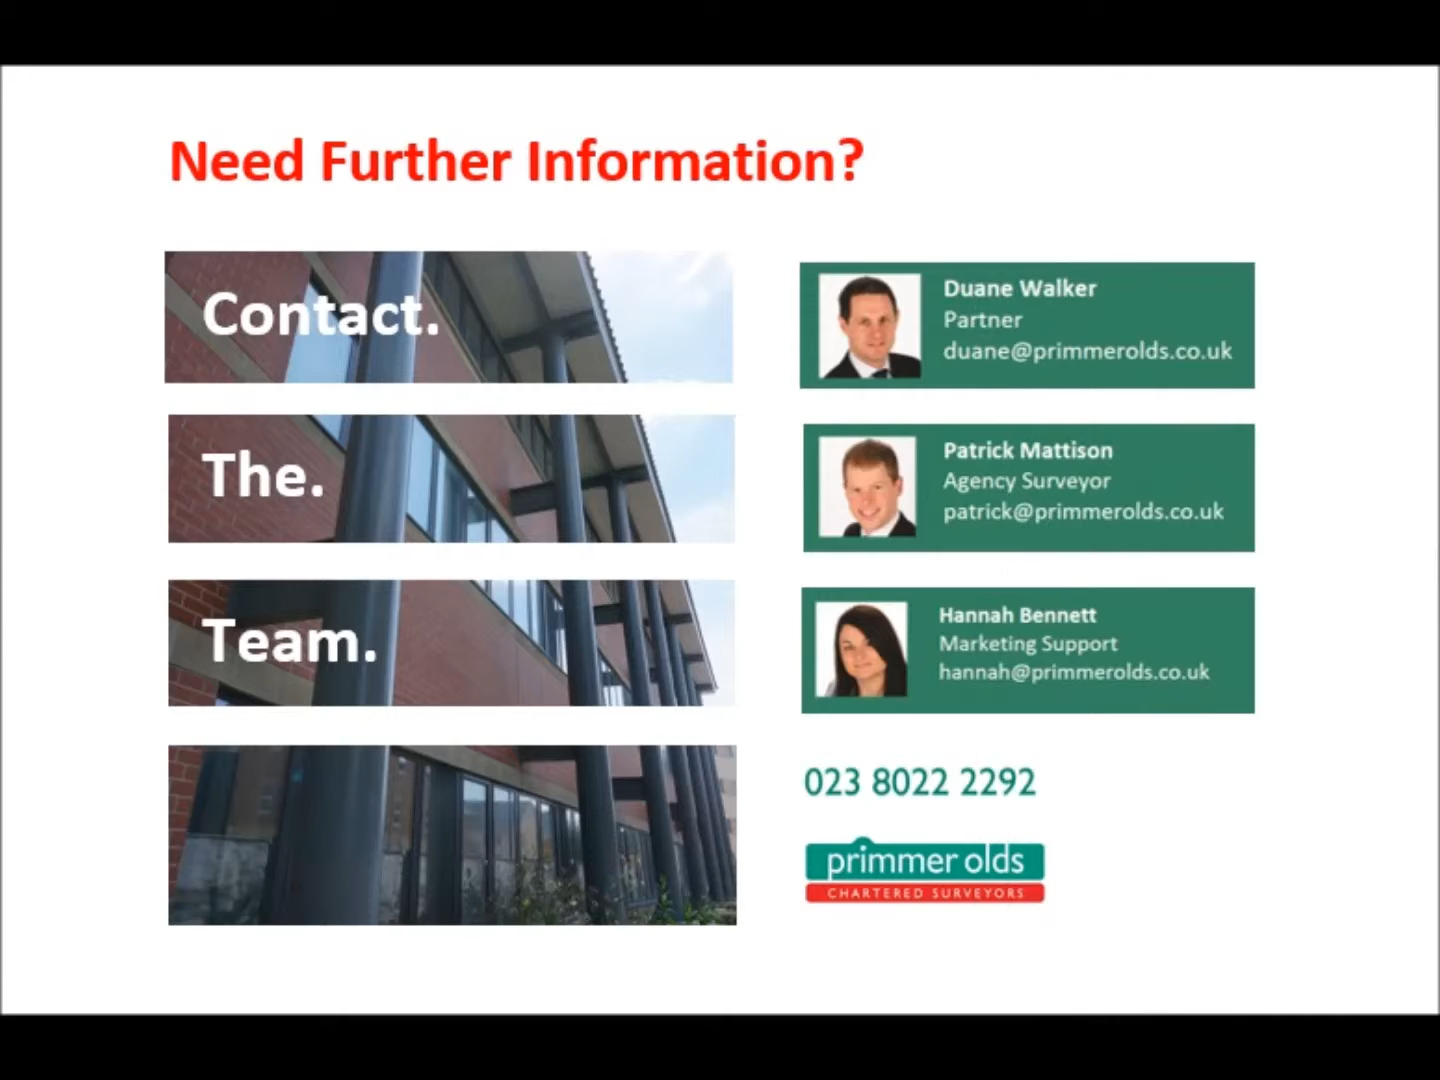 Need Further Information?
Contact.
The.
Team.
Duane Walker
Partner
duane@primmerolds.co.uk
Patrick Mattison
Agency Surveyor
patrick@primmerolds.co.uk
Hannah Bennett
Marketing Support
hannah@primmerolds.co.uk
023 8022 2292
primmer olds
CHARTERED SURVEYORS